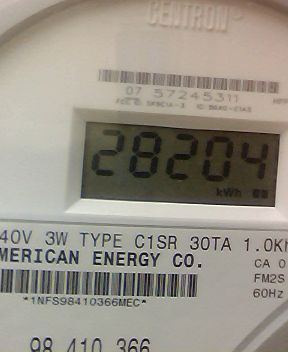 CENTRON
07 57245311
28204
kWh
40V 3W TYPE C1SR 30TA 1.0Kh
MERICAN ENERGY CO.
CA 0
FM2S
60Hz
*1NFS98410366MEC*
98 410 366